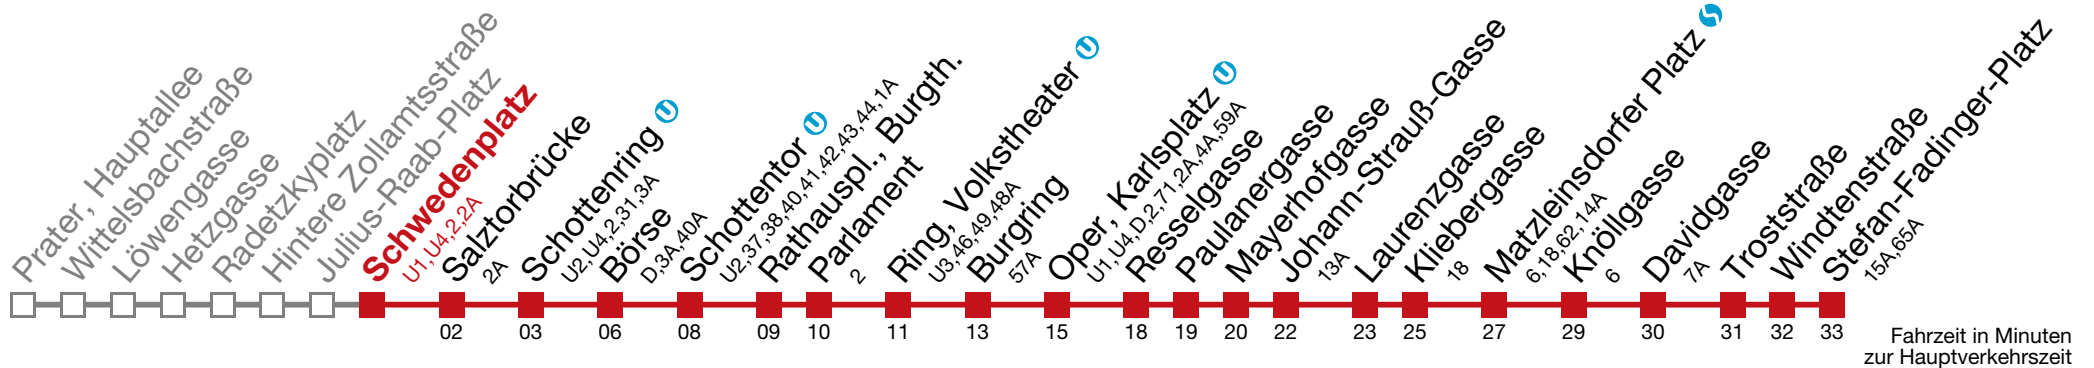 Prater, Hauptallee
Wittelsbachstraße
Löwengasse
Hetzgasse
Radetzkyplatz
Hintere Zollamtsstraße
Julius-Raab-Platz
Schwedenplatz
U1,U4,2,2A
Salztorbrücke
2A
02
Schottenring U
U2,U4,2,31,3A
03
Börse
D,3A,40A
06
Schottentor U
U2,37,38,40,41,42,43,44,1A
08
Rathauspl., Burgth.
09
Parlament
2
10
Ring, Volkstheater U
U3,46,49,48A
11
Burgring
57A
13
Oper, Karlsplatz U
U1,U4,D,2,71,2A,4A,59A
15
Resselgasse
18
Paulanergasse
19
Mayerhofgasse
20
Johann-Strauß-Gasse
13A
22
Laurenzgasse
23
Kliebergasse
18
25
Matzleinsdorfer Platz S
6,18,62,14A
27
Knöllgasse
6
29
Davidgasse
7A
30
Troststraße
31
Windtenstraße
32
Stefan-Fadinger-Platz
15A,65A
33
Fahrzeit in Minuten
zur Hauptverkehrszeit